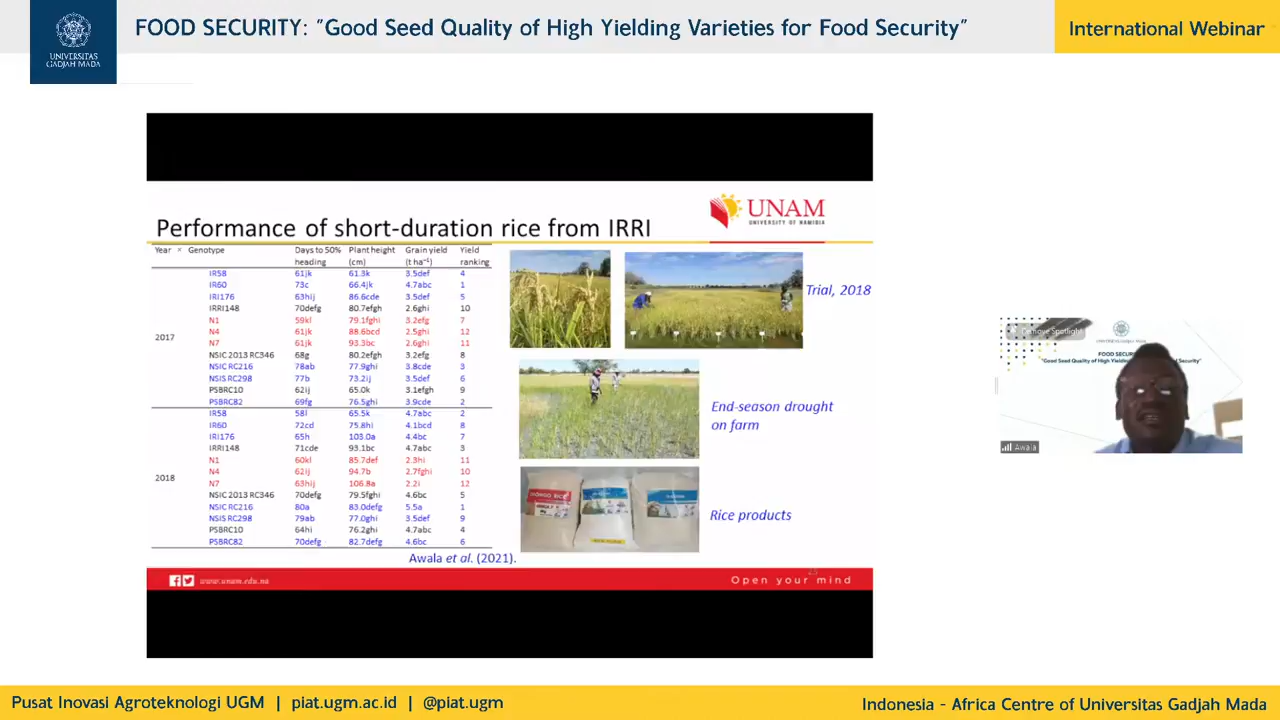 UNIVERSITAS
GADJAH MADA
FOOD SECURITY: "Good Seed Quality of High Yielding Varieties for Food Security"
International Webinar
UNAM
UNIVERSITY OF NAMIBIA
Performance of short-duration rice from IRRI
Year × Genotype Days to 50% heading Plant height (cm) Grain yield (t ha⁻¹) Yield ranking
2017
IR58 61jk 61.3k 3.5def 4
IR60 73c 66.4jk 4.7abc 1
IRI176 63hij 86.6cde 3.5def 5
IRRI148 70defg 80.7efgh 2.6ghi 10
N1 59kl 79.1fghi 3.2efg 7
N4 61jk 88.6bcd 2.5ghi 12
N7 61jk 93.3bc 2.6ghi 11
NSIC 2013 RC346 68g 80.2efgh 3.2efg 8
NSIC RC216 78ab 77.9ghi 3.8cde 3
NSIS RC298 77b 73.2ij 3.5def 6
PSBRC10 62ij 65.0k 3.1efgh 9
PSBRC82 69fg 76.5ghi 3.9cde 2
2018
IR58 58l 65.5k 4.7abc 2
IR60 72cd 75.8hi 4.1bcd 8
IRI176 65h 103.0a 4.4bc 7
IRRI148 71cde 93.1bc 4.7abc 3
N1 60kl 85.7def 2.3hi 11
N4 62ij 94.7b 2.7fghi 10
N7 63hij 106.8a 2.2i 12
NSIC 2013 RC346 70defg 79.5fghi 4.6bc 5
NSIC RC216 80a 83.0defg 5.5a 1
NSIS RC298 79ab 77.0ghi 3.5def 9
PSBRC10 64hi 76.2ghi 4.7abc 4
PSBRC82 70defg 82.7defg 4.6bc 6
Awala et al. (2021).
Trial, 2018
End-season drought
on farm
Rice products
www.unam.edu.na
Open your mind
Awala
Pusat Inovasi Agroteknologi UGM | piat.ugm.ac.id | @piat.ugm
Indonesia - Africa Centre of Universitas Gadjah Mada